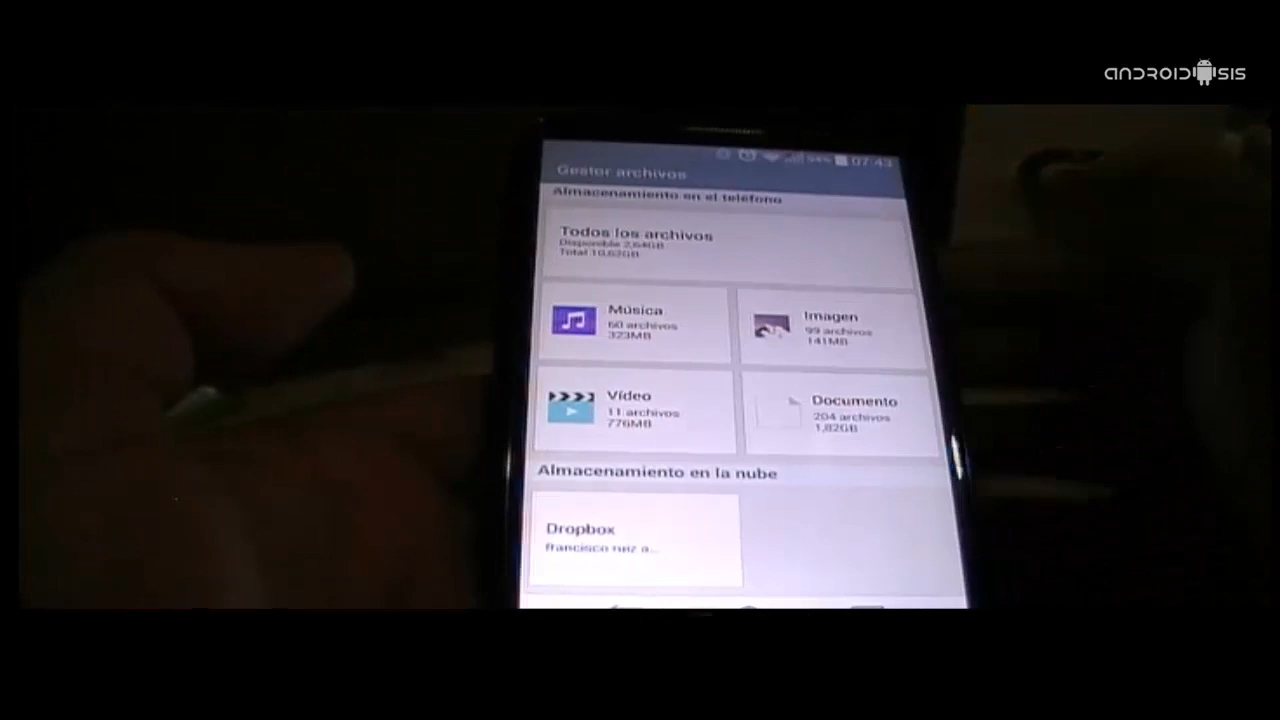 ANDROIDSIS
94% 07:43
Gestor archivos
Almacenamiento en el teléfono
Todos los archivos
Disponible 2,64GB
Total 10,62GB
Música
60 archivos
323MB
Imagen
99 archivos
141MB
Vídeo
11 archivos
776MB
Documento
204 archivos
1,82GB
Almacenamiento en la nube
Dropbox
francisco